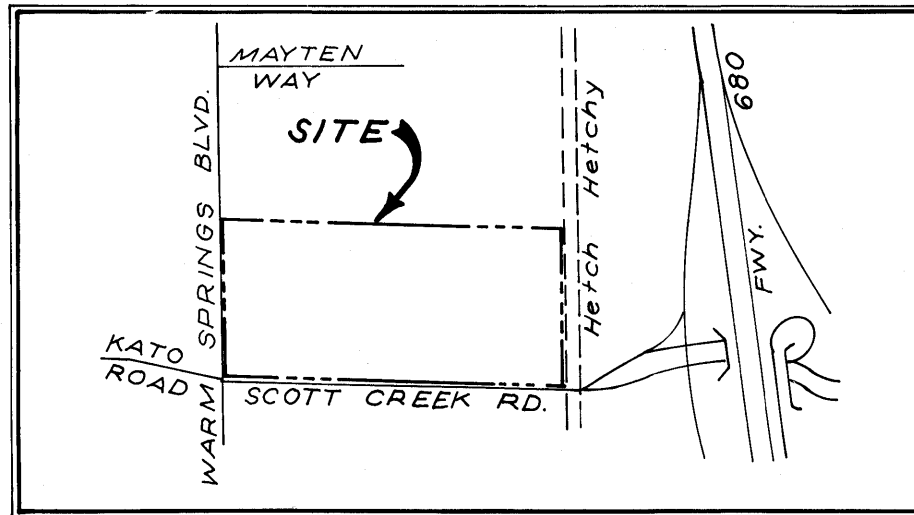 MAYTEN
WAY
SITE
WARM SPRINGS BLVD.
Hetch Hetchy
680
FWY.
KATO
ROAD
SCOTT CREEK RD.